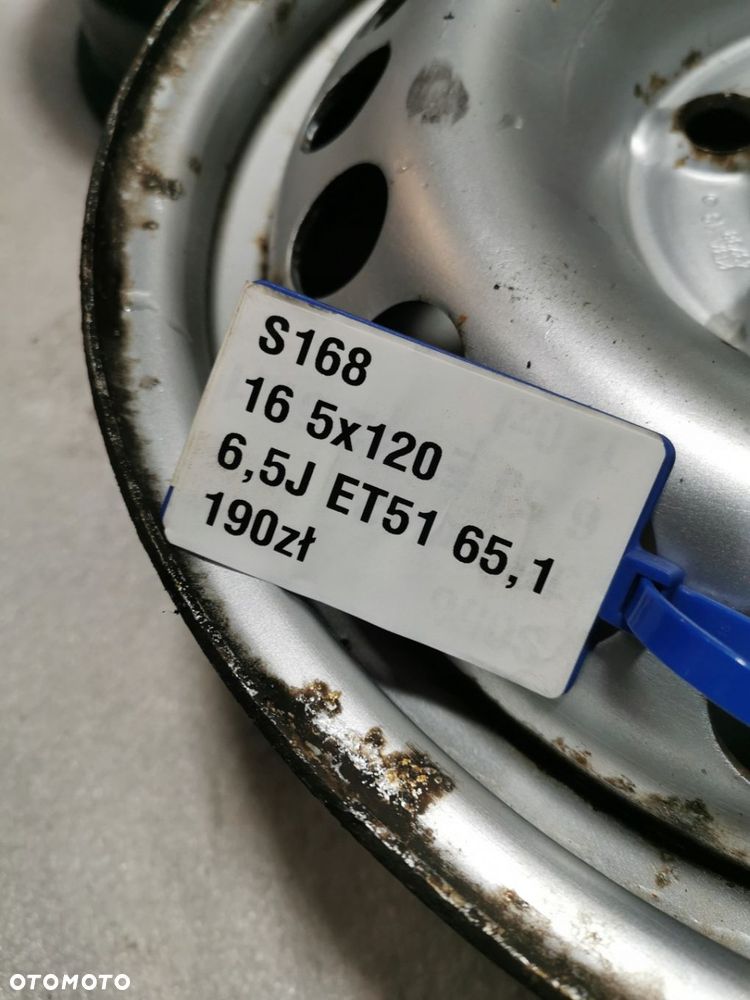 S168
16 5x120
6,5J ET51 65,1
190zł
OTOMOTO